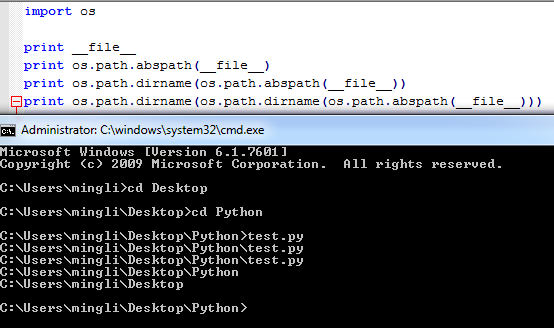 import os
print __file__
print os.path.abspath(__file__)
print os.path.dirname(os.path.abspath(__file__))
print os.path.dirname(os.path.dirname(os.path.abspath(__file__)))
Administrator: C:\windows\system32\cmd.exe
Microsoft Windows [Version 6.1.7601]
Copyright (c) 2009 Microsoft Corporation.  All rights reserved.
C:\Users\mingli>cd Desktop
C:\Users\mingli\Desktop>cd Python
C:\Users\mingli\Desktop\Python>test.py
C:\Users\mingli\Desktop\Python\test.py
C:\Users\mingli\Desktop\Python\test.py
C:\Users\mingli\Desktop\Python
C:\Users\mingli\Desktop
C:\Users\mingli\Desktop\Python>